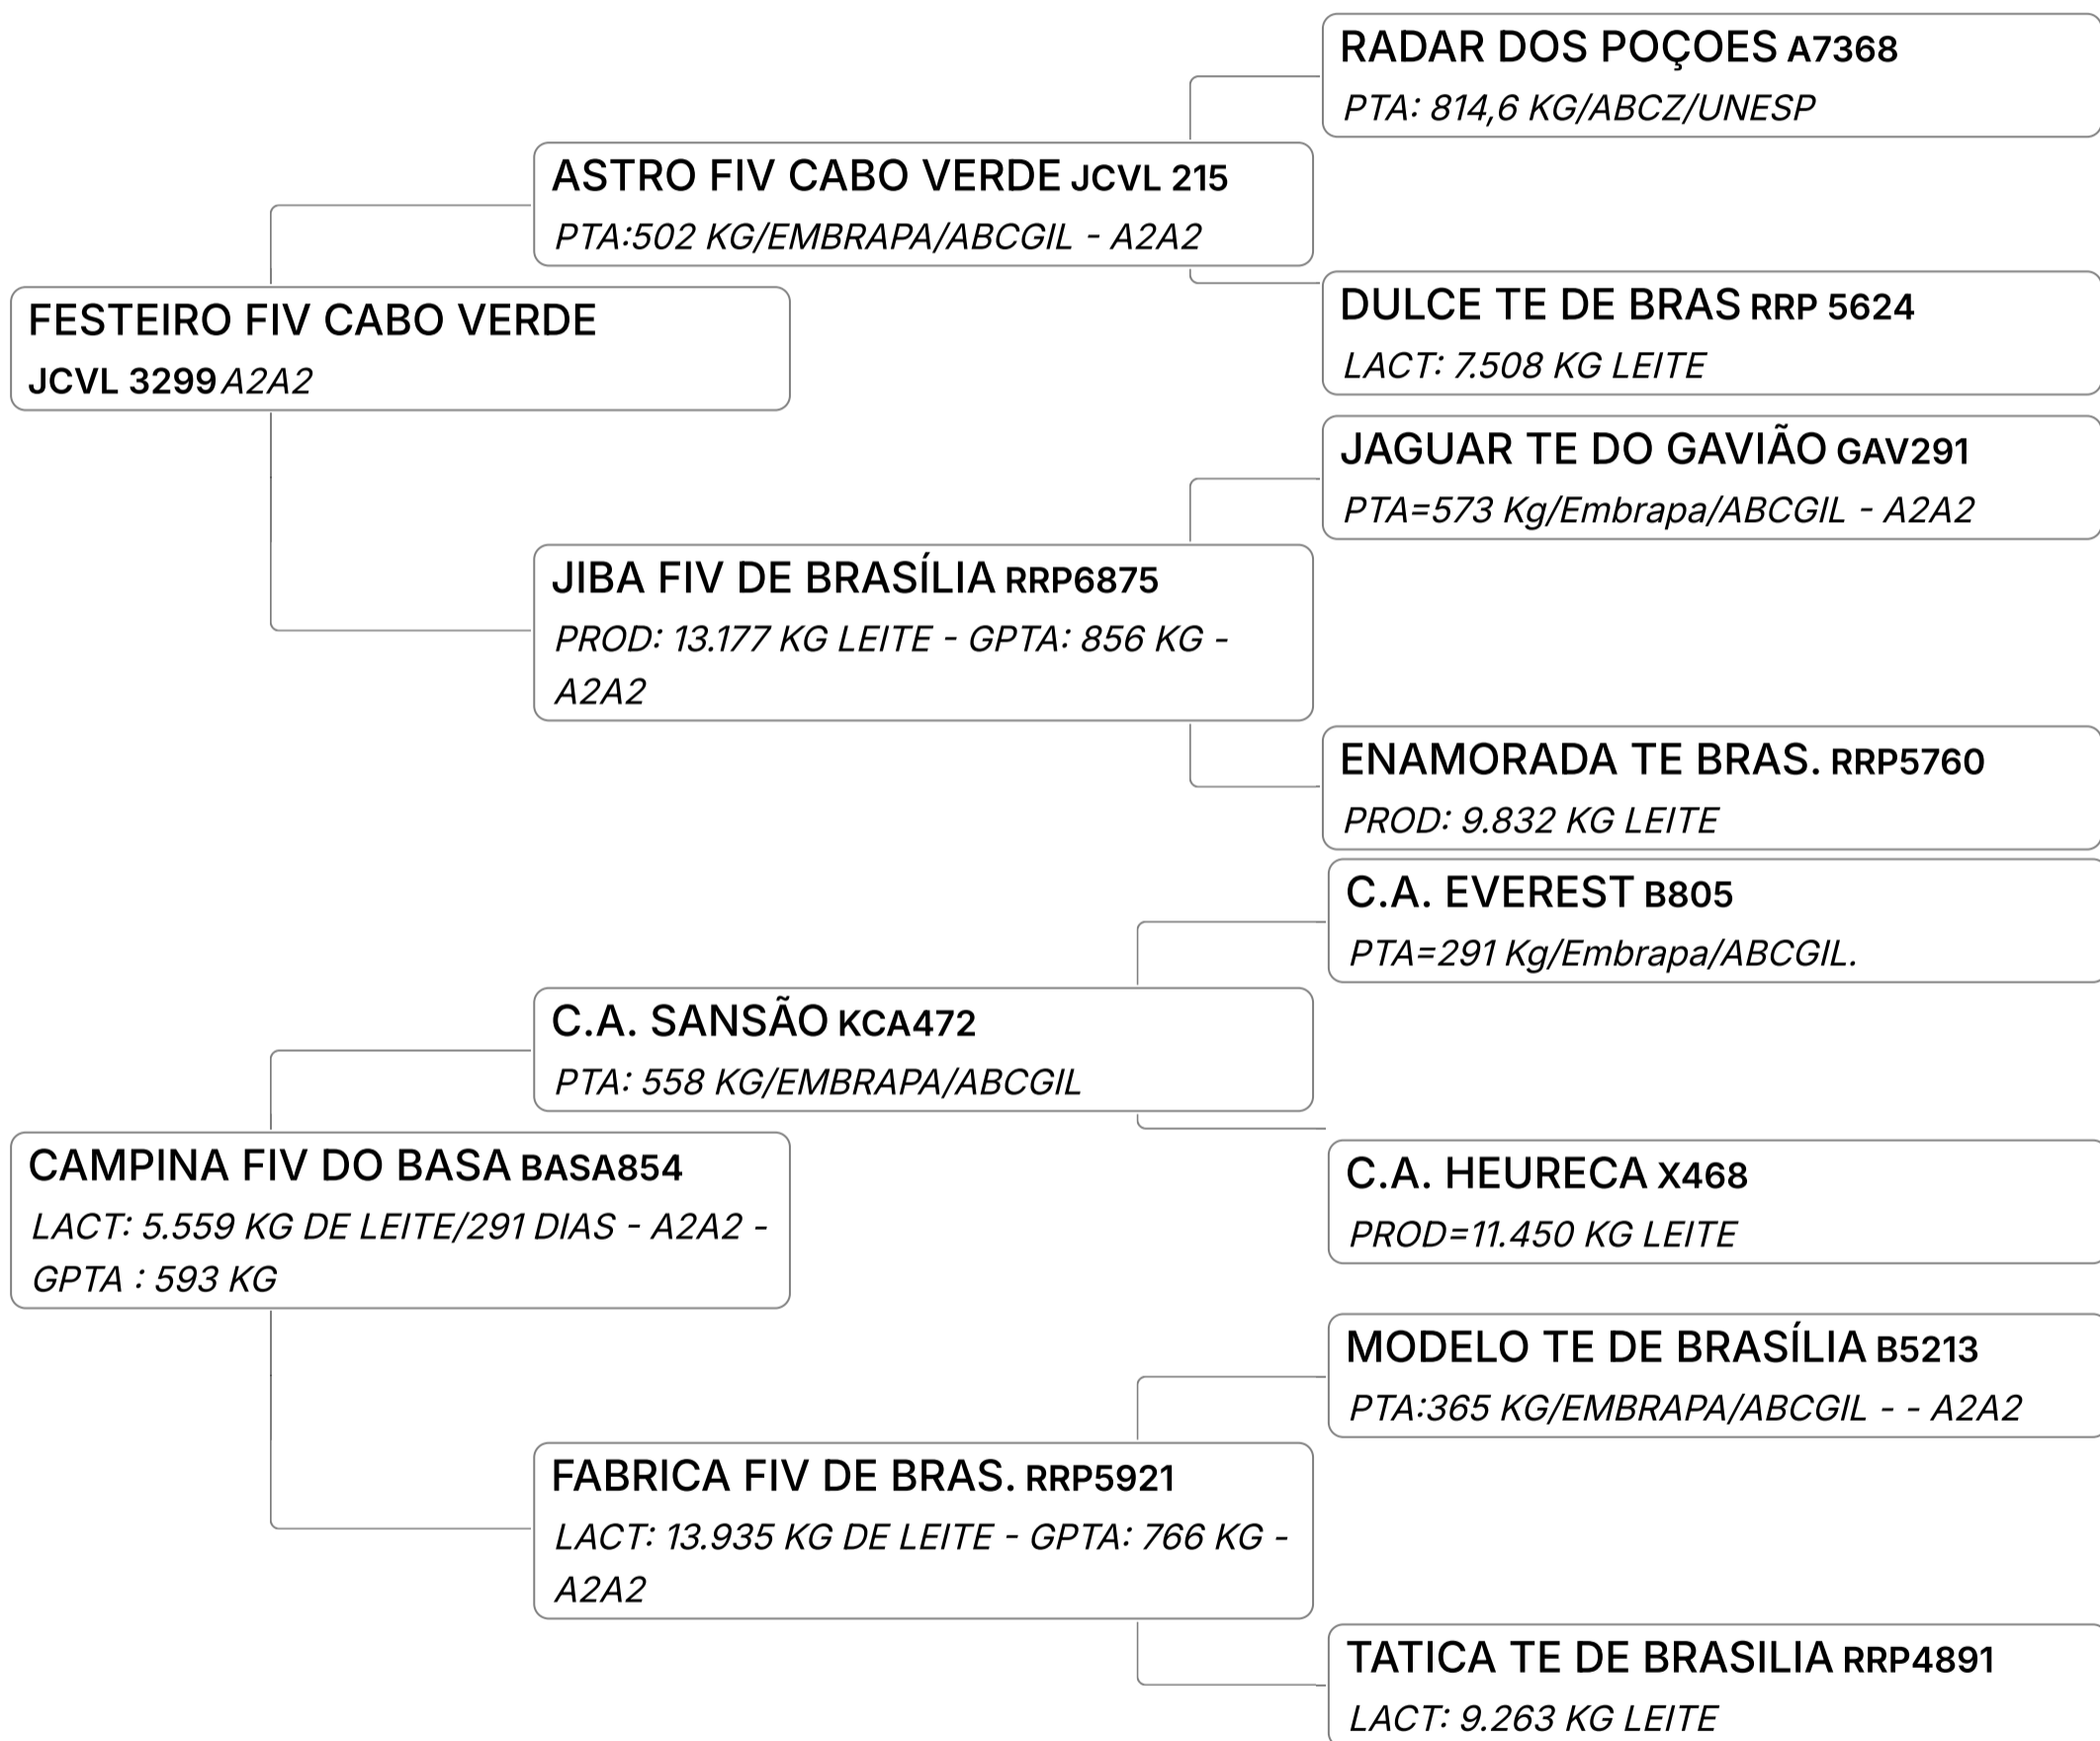 RADAR DOS POÇOES A7368
PTA: 814,6 KG/ABCZ/UNESP
ASTRO FIV CABO VERDE JCVL 215
PTA:502 KG/EMBRAPA/ABCGIL - A2A2
DULCE TE DE BRAS RRP 5624
LACT: 7.508 KG LEITE
FESTEIRO FIV CABO VERDE
JCVL 3299 A2A2
JAGUAR TE DO GAVIÃO GAV291
PTA=573 Kg/Embrapa/ABCGIL - A2A2
JIBA FIV DE BRASÍLIA RRP6875
PROD: 13.177 KG LEITE - GPTA: 856 KG -
A2A2
ENAMORADA TE BRAS. RRP5760
PROD: 9.832 KG LEITE
C.A. EVEREST B805
PTA=291 Kg/Embrapa/ABCGIL.
C.A. SANSÃO KCA472
PTA: 558 KG/EMBRAPA/ABCGIL
C.A. HEURECA X468
PROD=11.450 KG LEITE
CAMPINA FIV DO BASA BASA854
LACT: 5.559 KG DE LEITE/291 DIAS - A2A2 -
GPTA : 593 KG
MODELO TE DE BRASÍLIA B5213
PTA:365 KG/EMBRAPA/ABCGIL - - A2A2
FABRICA FIV DE BRAS. RRP5921
LACT: 13.935 KG DE LEITE - GPTA: 766 KG -
A2A2
TATICA TE DE BRASILIA RRP4891
LACT: 9.263 KG LEITE